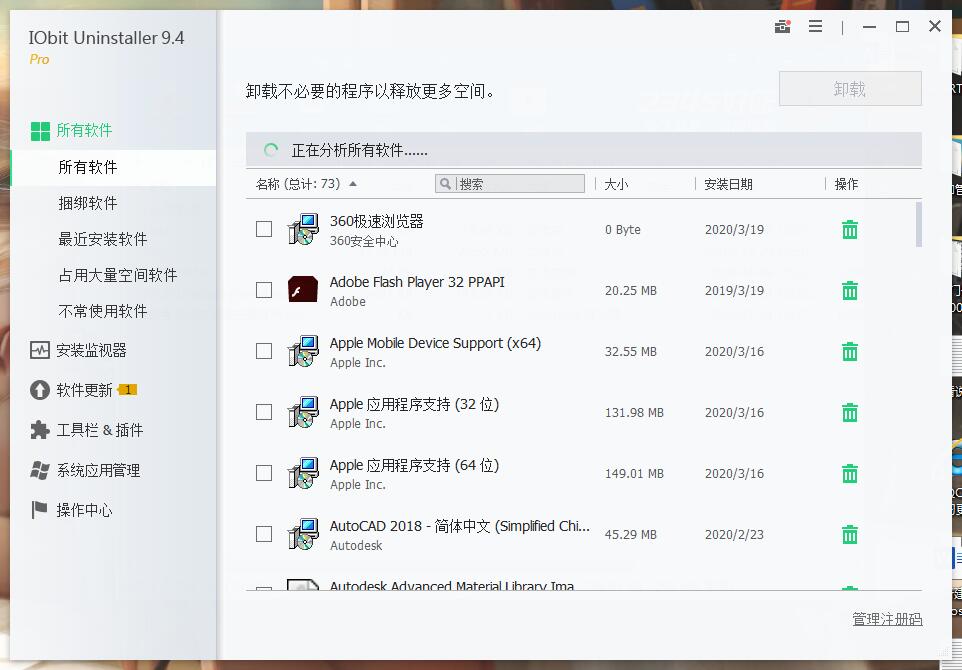 IObit Uninstaller 9.4
Pro
卸载不必要的程序以释放更多空间。
卸载
所有软件
所有软件
捆绑软件
最近安装软件
占用大量空间软件
不常使用软件
安装监视器
软件更新 1
工具栏 & 插件
系统应用管理
操作中心
正在分析所有软件......
名称 (总计: 73) 搜索 大小 安装日期 操作
360极速浏览器
360安全中心
0 Byte 2020/3/19
Adobe Flash Player 32 PPAPI
Adobe
20.25 MB 2019/3/19
Apple Mobile Device Support (x64)
Apple Inc.
32.55 MB 2020/3/16
Apple 应用程序支持 (32 位)
Apple Inc.
131.98 MB 2020/3/16
Apple 应用程序支持 (64 位)
Apple Inc.
149.01 MB 2020/3/16
AutoCAD 2018 - 简体中文 (Simplified Chi...
Autodesk
45.29 MB 2020/2/23
Autodesk Advanced Material Library Ima
管理注册码